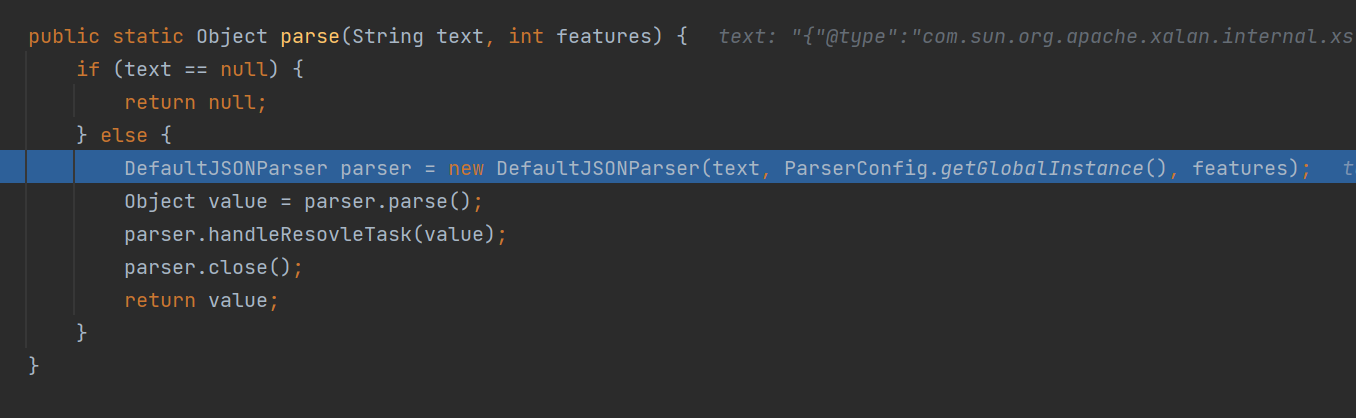 public static Object parse(String text, int features) {   text: "{"@type":"com.sun.org.apache.xalan.internal.xs
    if (text == null) {
        return null;
    } else {
        DefaultJSONParser parser = new DefaultJSONParser(text, ParserConfig.getGlobalInstance(), features);   t
        Object value = parser.parse();
        parser.handleResovleTask(value);
        parser.close();
        return value;
    }
}